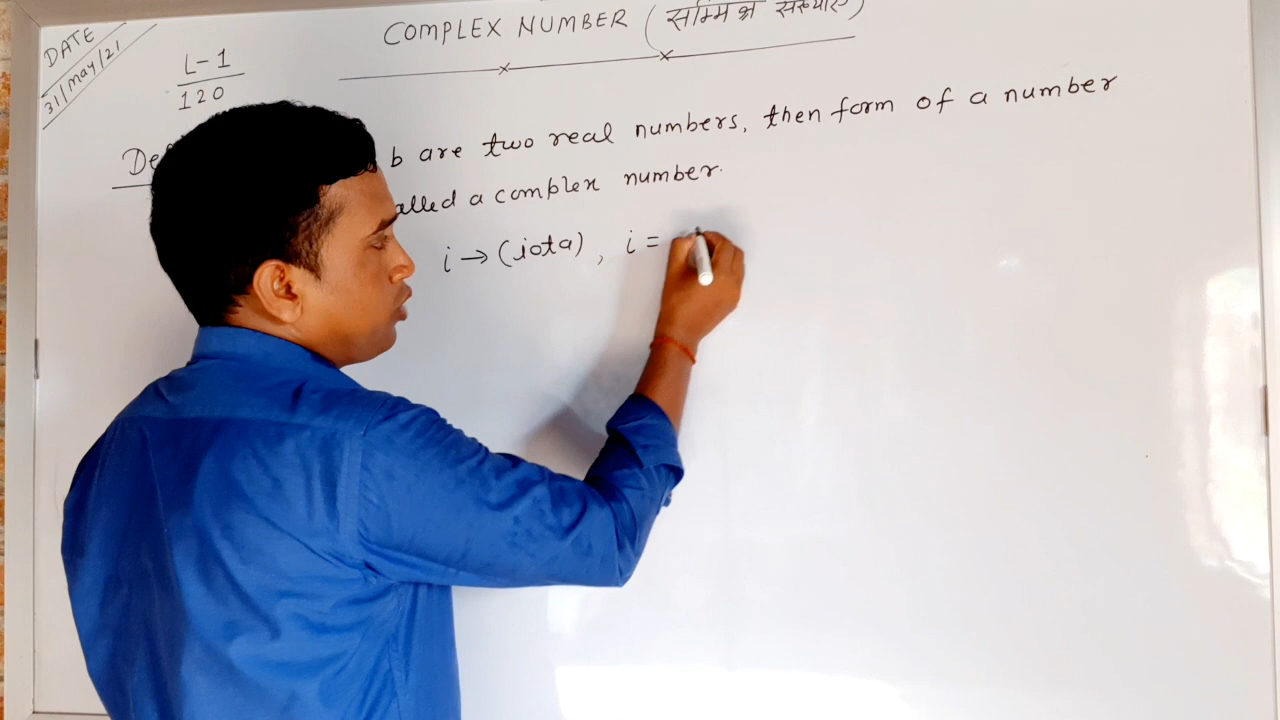 DATE
31/may/21
L-1
120
COMPLEX NUMBER (सम्मिश्र संख्याएँ)
b are two real numbers, then form of a number
alled a complex number.
i → (iota), i =